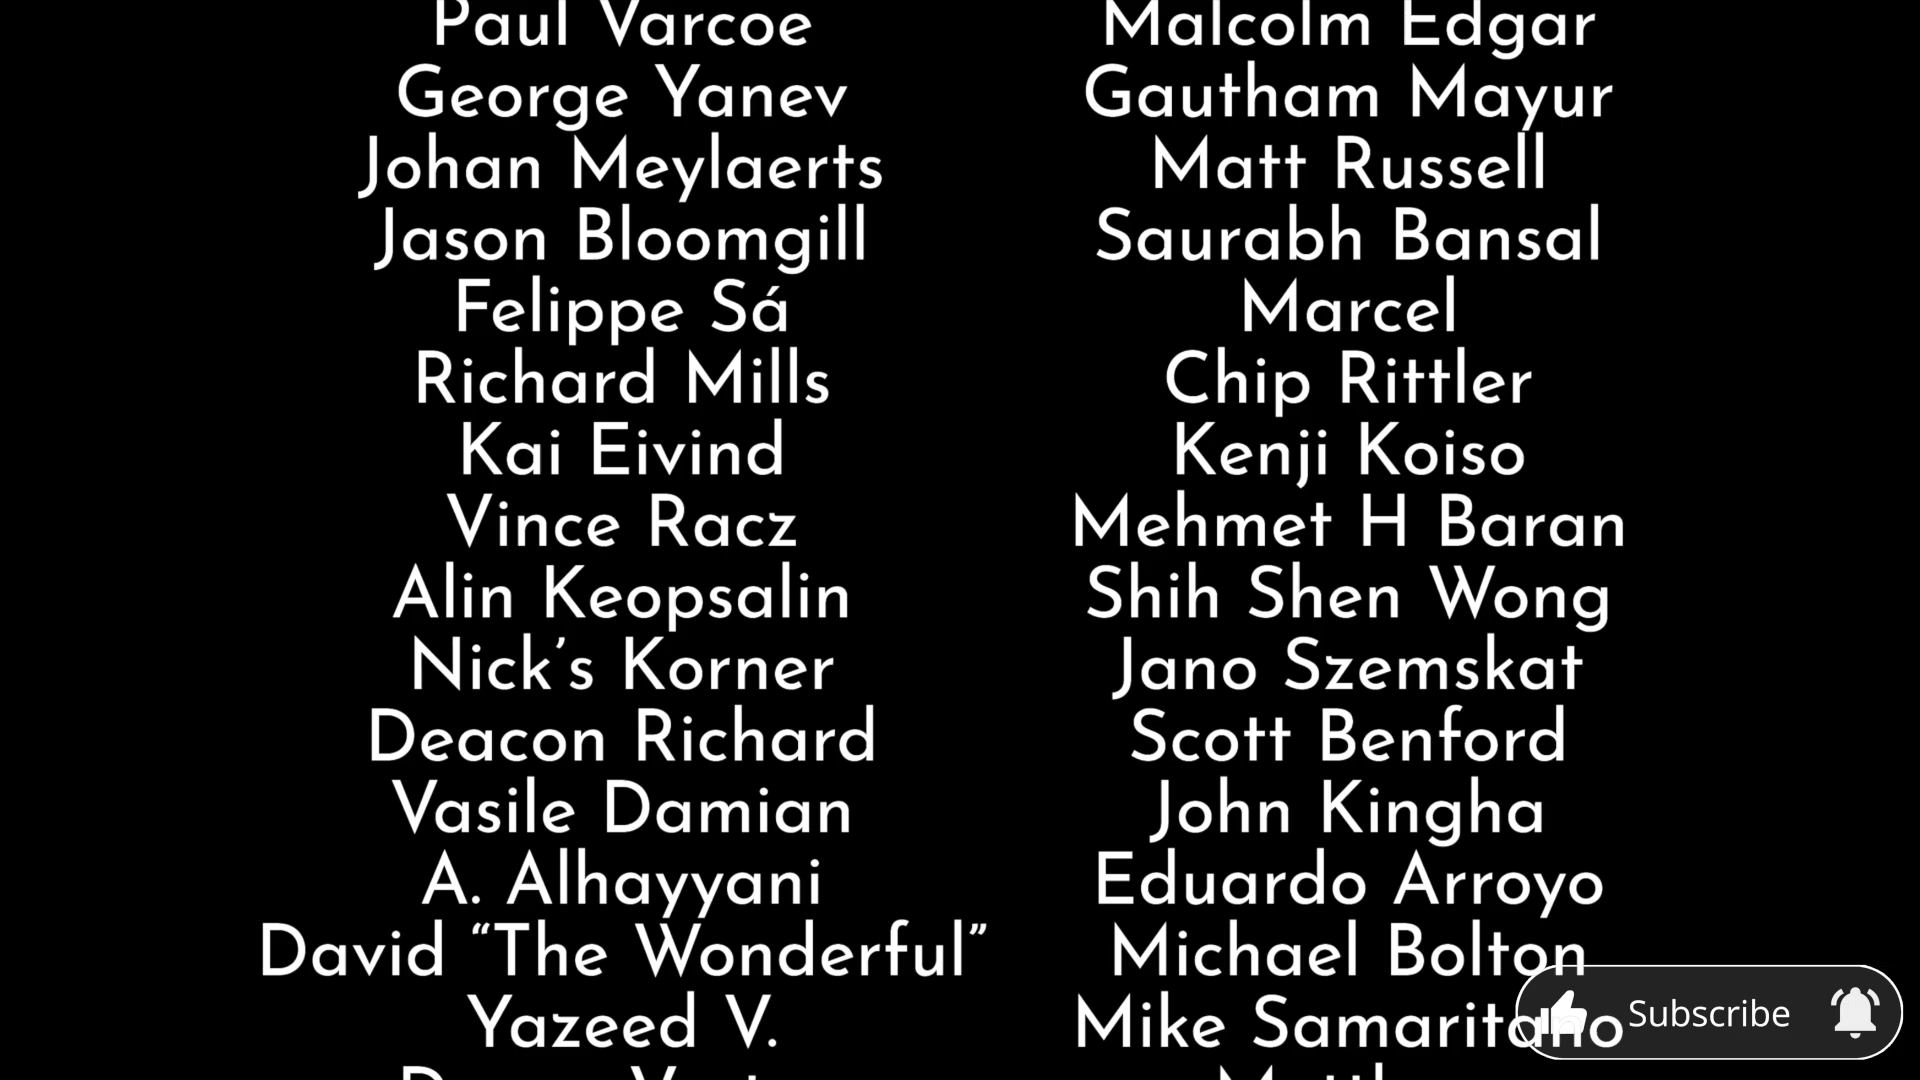 Paul Varcoe
George Yanev
Johan Meylaerts
Jason Bloomgill
Felippe Sá
Richard Mills
Kai Eivind
Vince Racz
Alin Keopsalin
Nick’s Korner
Deacon Richard
Vasile Damian
A. Alhayyani
David “The Wonderful”
Yazeed V.
Malcolm Edgar
Gautham Mayur
Matt Russell
Saurabh Bansal
Marcel
Chip Rittler
Kenji Koiso
Mehmet H Baran
Shih Shen Wong
Jano Szemskat
Scott Benford
John Kingha
Eduardo Arroyo
Michael Bolton
Mike Samaritano
Subscribe